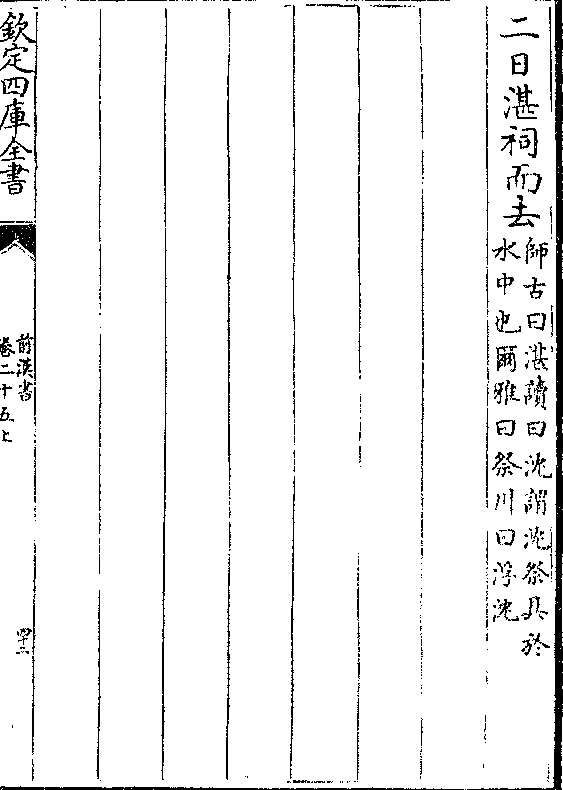 二日湛祠而去
師古曰湛讀曰沈謂沈祭具於
水中也爾雅曰祭川曰浮沈
欽定四庫全書
前漢書
卷二十五上
四十二